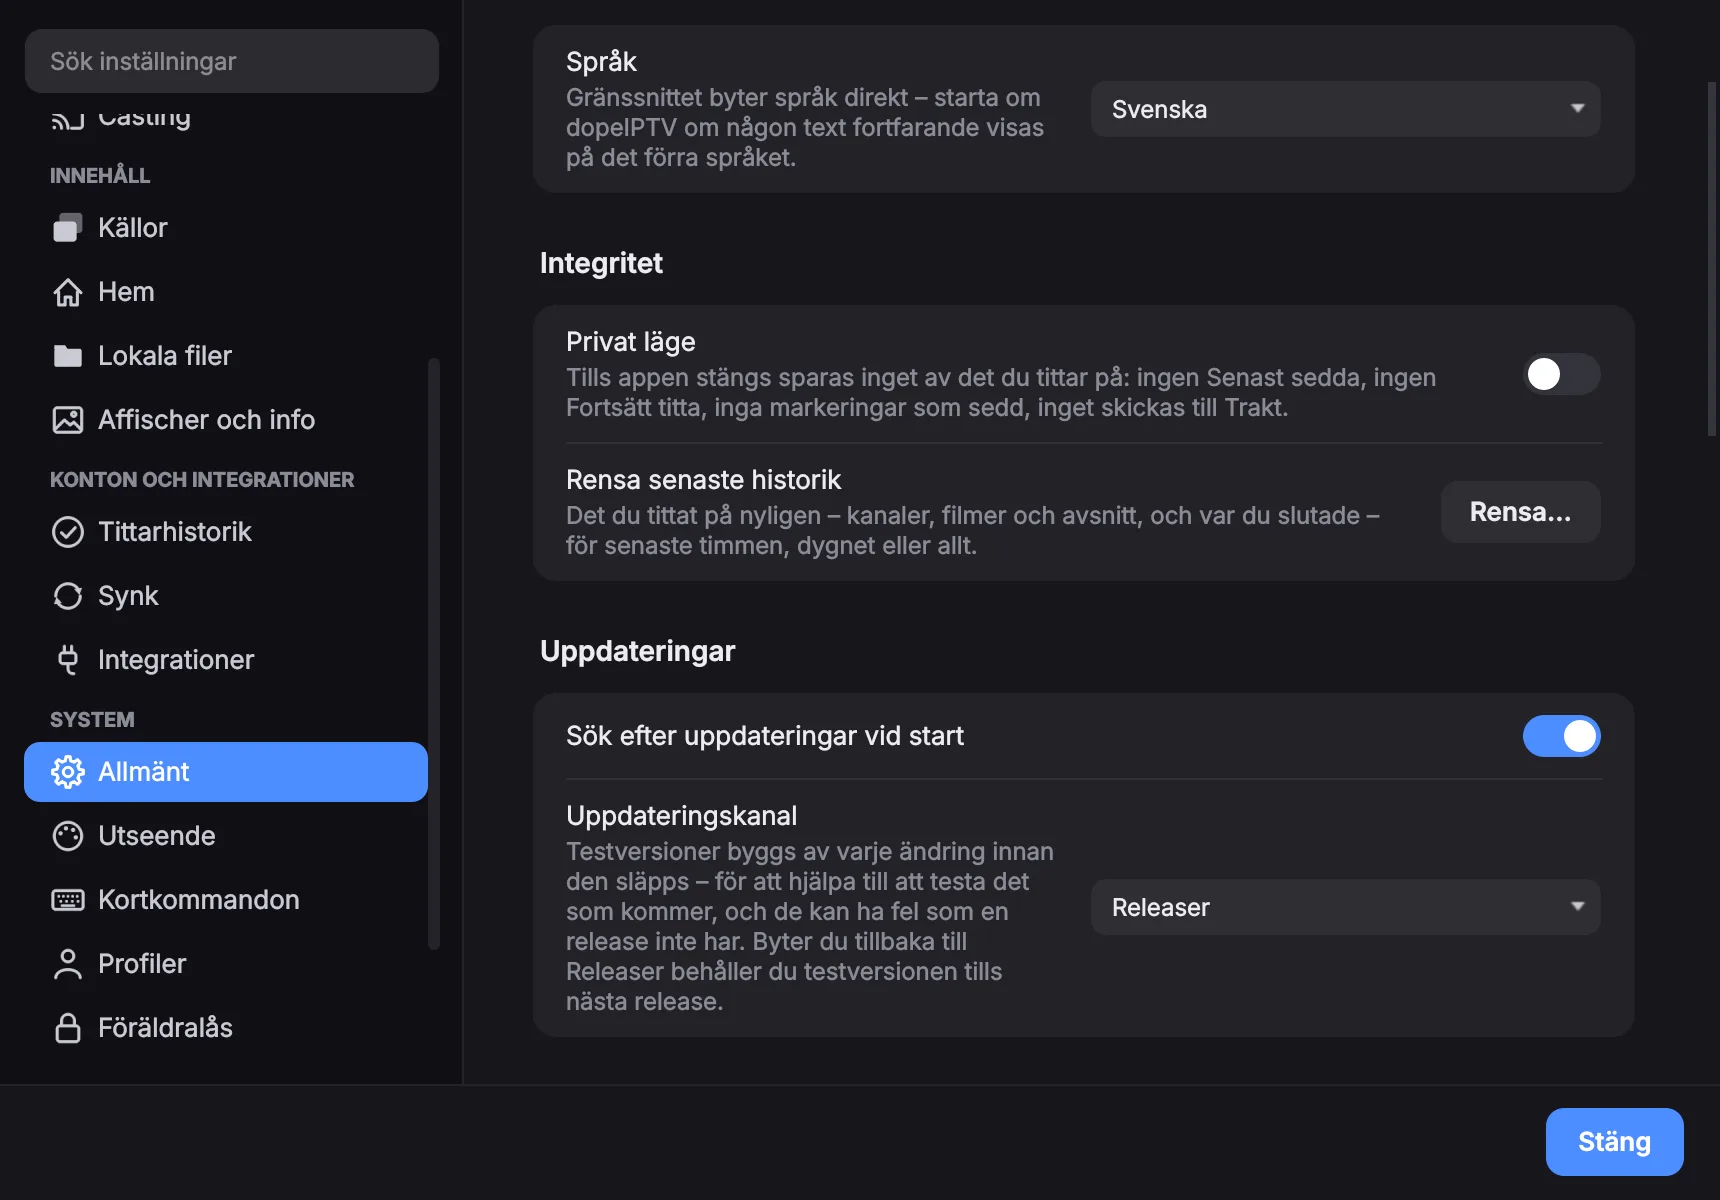 Sök inställningar
Casting
INNEHÅLL
Källor
Hem
Lokala filer
Affischer och info
KONTON OCH INTEGRATIONER
Tittarhistorik
Synk
Integrationer
SYSTEM
Allmänt
Utseende
Kortkommandon
Profiler
Föräldralås
Språk
Gränssnittet byter språk direkt – starta om
dopeIPTV om någon text fortfarande visas
på det förra språket.
Svenska
Integritet
Privat läge
Tills appen stängs sparas inget av det du tittar på: ingen Senast sedda, ingen
Fortsätt titta, inga markeringar som sedd, inget skickas till Trakt.
Rensa senaste historik
Det du tittat på nyligen – kanaler, filmer och avsnitt, och var du slutade –
för senaste timmen, dygnet eller allt.
Rensa...
Uppdateringar
Sök efter uppdateringar vid start
Uppdateringskanal
Testversioner byggs av varje ändring innan
den släpps – för att hjälpa till att testa det
som kommer, och de kan ha fel som en
release inte har. Byter du tillbaka till
Releaser behåller du testversionen tills
nästa release.
Releaser
Stäng